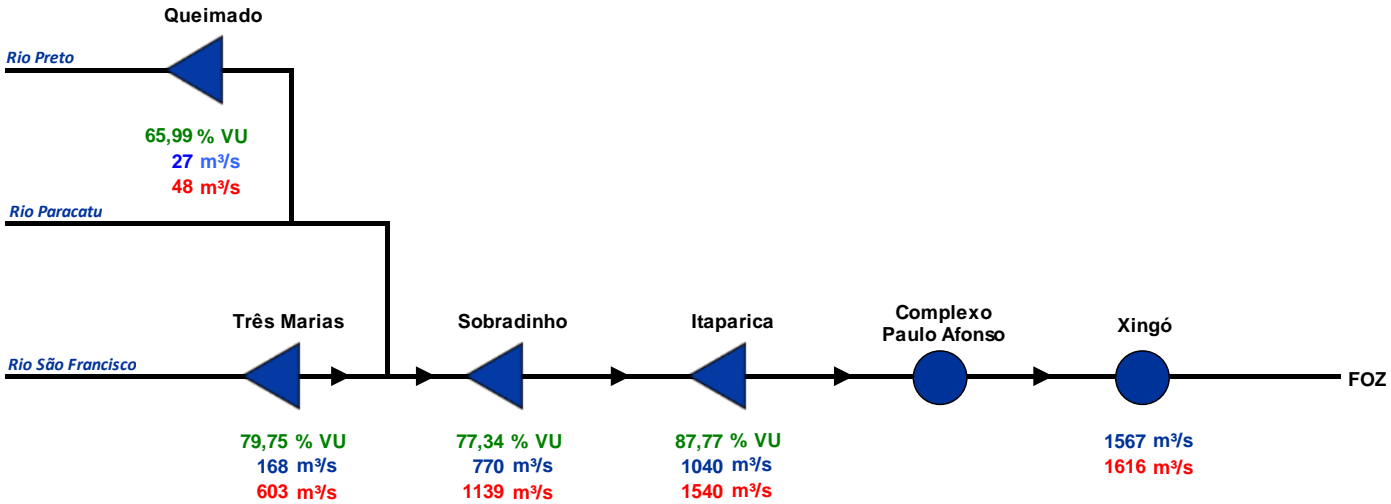 Queimado
Rio Preto
65,99 % VU
27 m³/s
48 m³/s
Rio Paracatu
Três Marias
Sobradinho
Itaparica
Complexo
Paulo Afonso
Xingó
Rio São Francisco
FOZ
79,75 % VU
168 m³/s
603 m³/s
77,34 % VU
770 m³/s
1139 m³/s
87,77 % VU
1040 m³/s
1540 m³/s
1567 m³/s
1616 m³/s